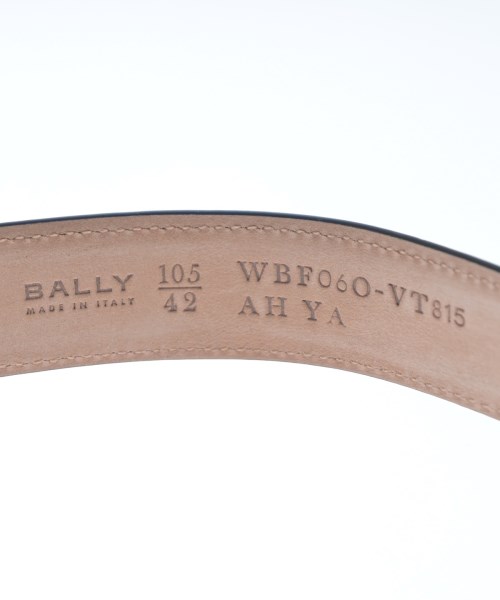 BALLY
MADE IN ITALY
105
42
WBF060-VT815
AH YA